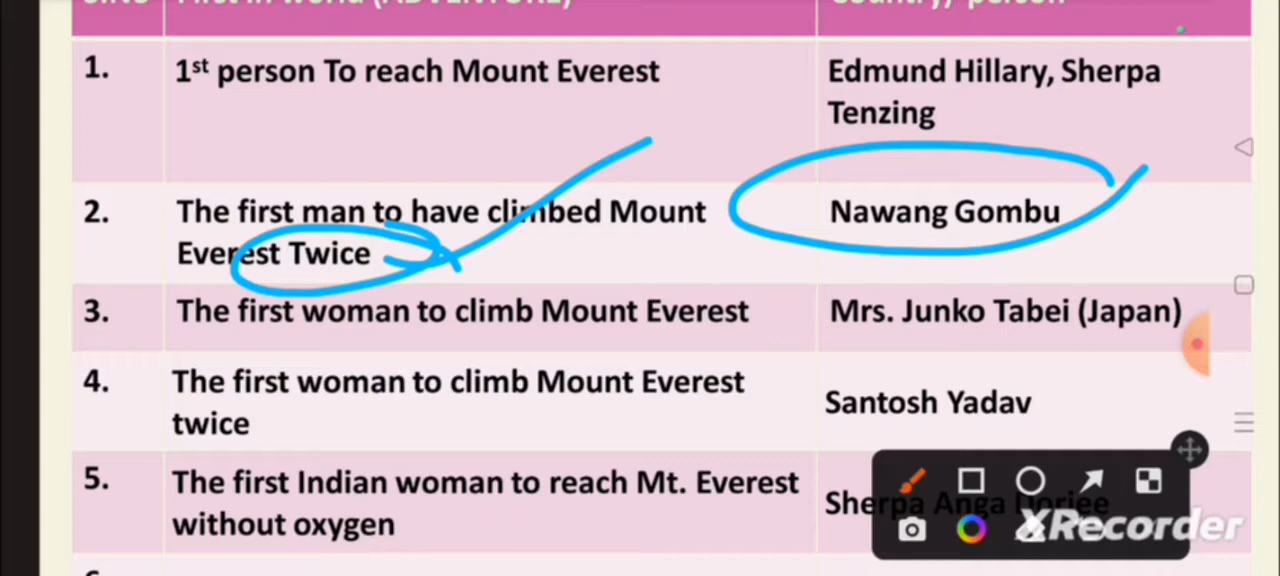 1.
1st person To reach Mount Everest
Edmund Hillary, Sherpa
Tenzing
2.
The first man to have climbed Mount
Everest Twice
Nawang Gombu
3.
The first woman to climb Mount Everest
Mrs. Junko Tabei (Japan)
4.
The first woman to climb Mount Everest
twice
Santosh Yadav
5.
The first Indian woman to reach Mt. Everest
without oxygen
Sherpa Anga Dorjee
XRecorder